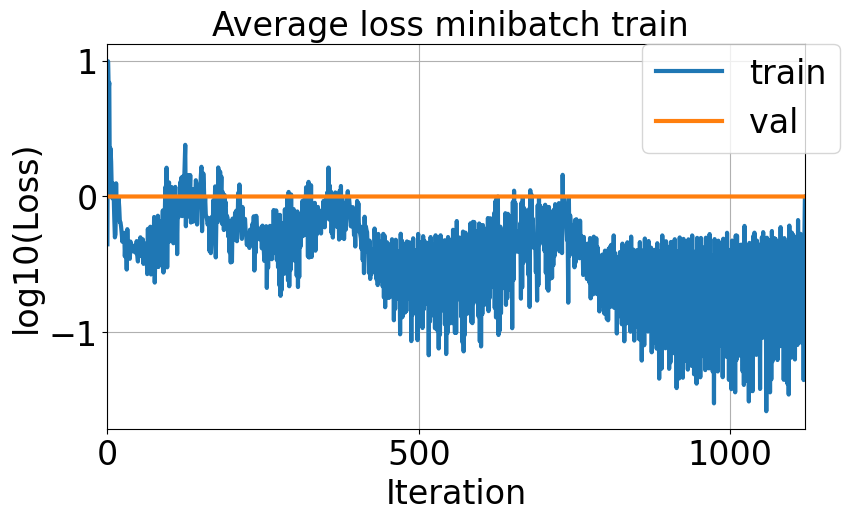 Average loss minibatch train
train
val
1
0
−1
log10(Loss)
0
500
1000
Iteration